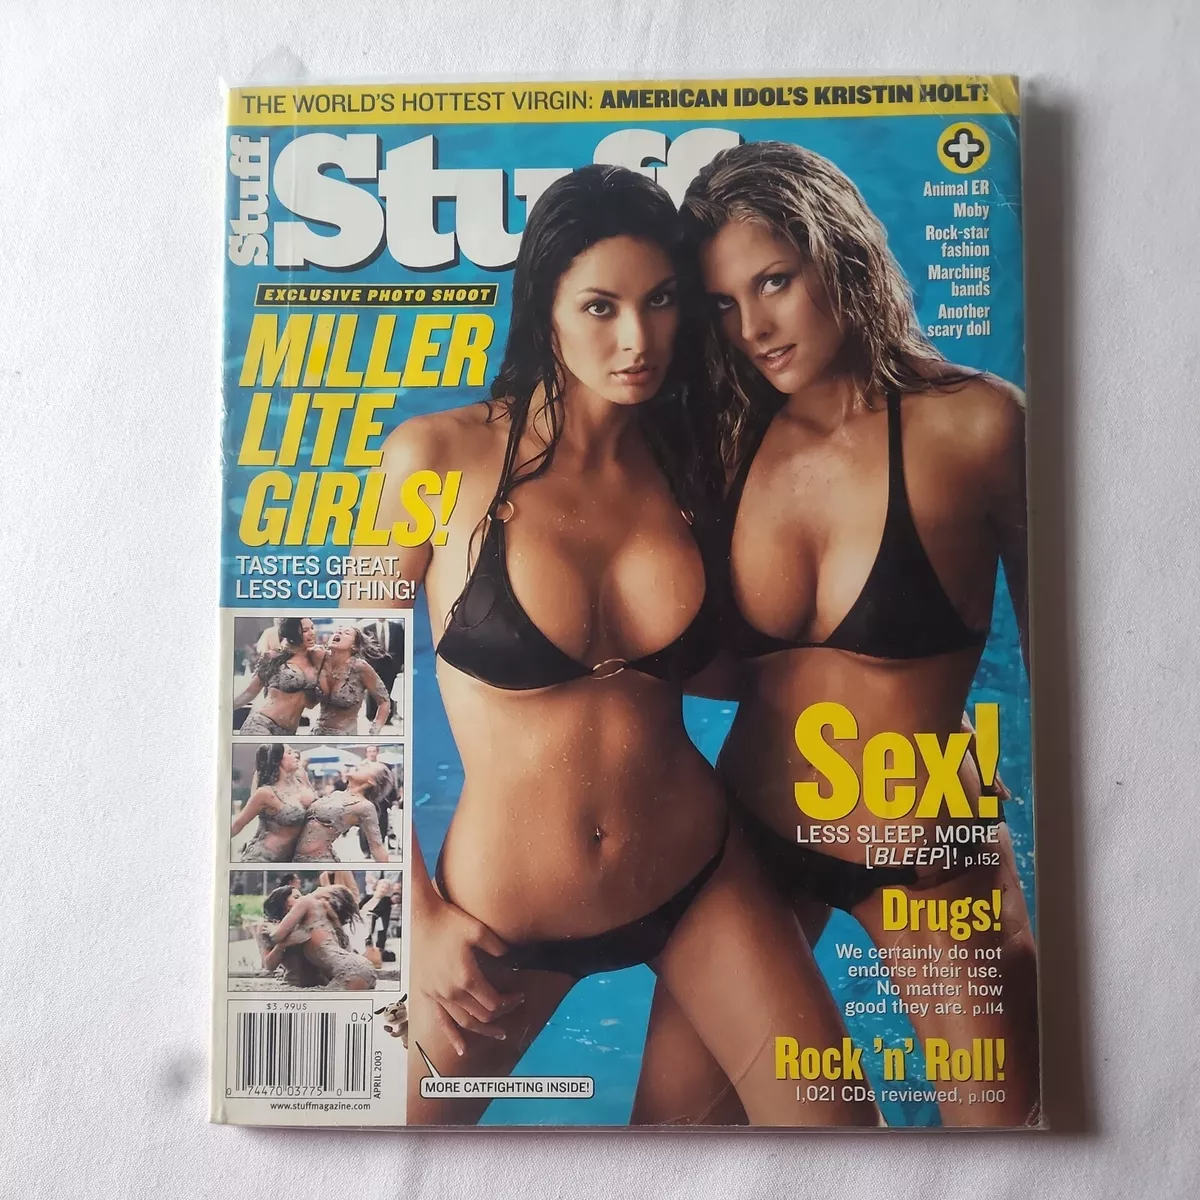 THE WORLD'S HOTTEST VIRGIN: AMERICAN IDOL'S KRISTIN HOLT!
Stuff
Stuff
Animal ER
Moby
Rock-star
fashion
Marching
bands
Another
scary doll
EXCLUSIVE PHOTO SHOOT
MILLER
LITE
GIRLS!
TASTES GREAT,
LESS CLOTHING!
Sex!
LESS SLEEP, MORE
[BLEEP]! p.152
Drugs!
We certainly do not
endorse their use.
No matter how
good they are. p.114
Rock 'n' Roll!
1,021 CDs reviewed, p.100
$3.99US
04>
0 74470 03775 0
APRIL 2003
www.stuffmagazine.com
MORE CATFIGHTING INSIDE!